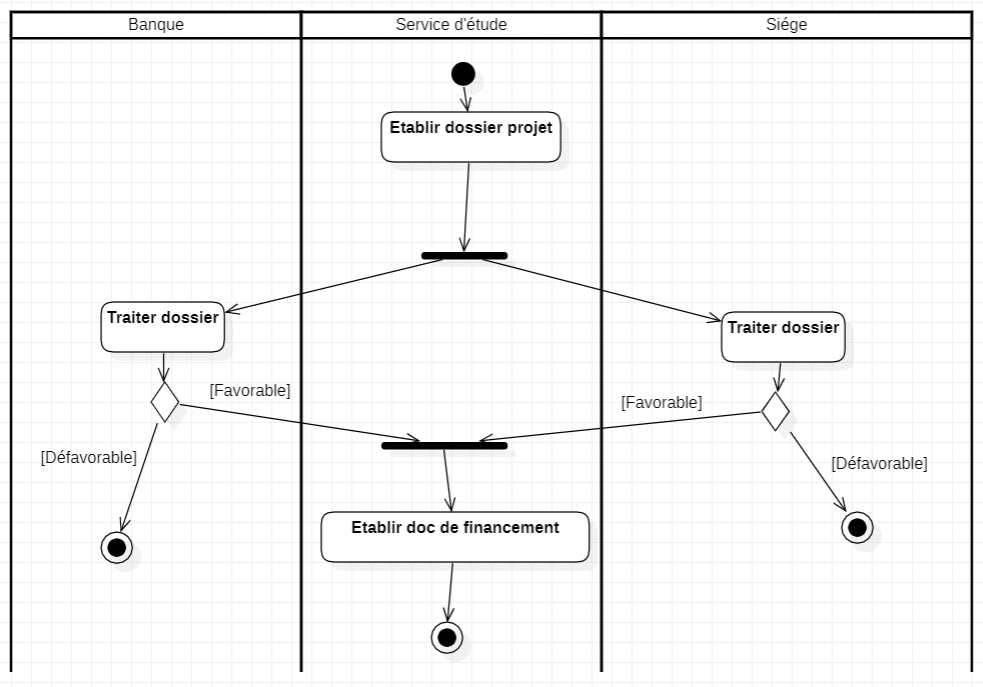 Banque
Service d'étude
Siége
Etablir dossier projet
Traiter dossier
Traiter dossier
[Favorable]
[Favorable]
[Défavorable]
[Défavorable]
Etablir doc de financement